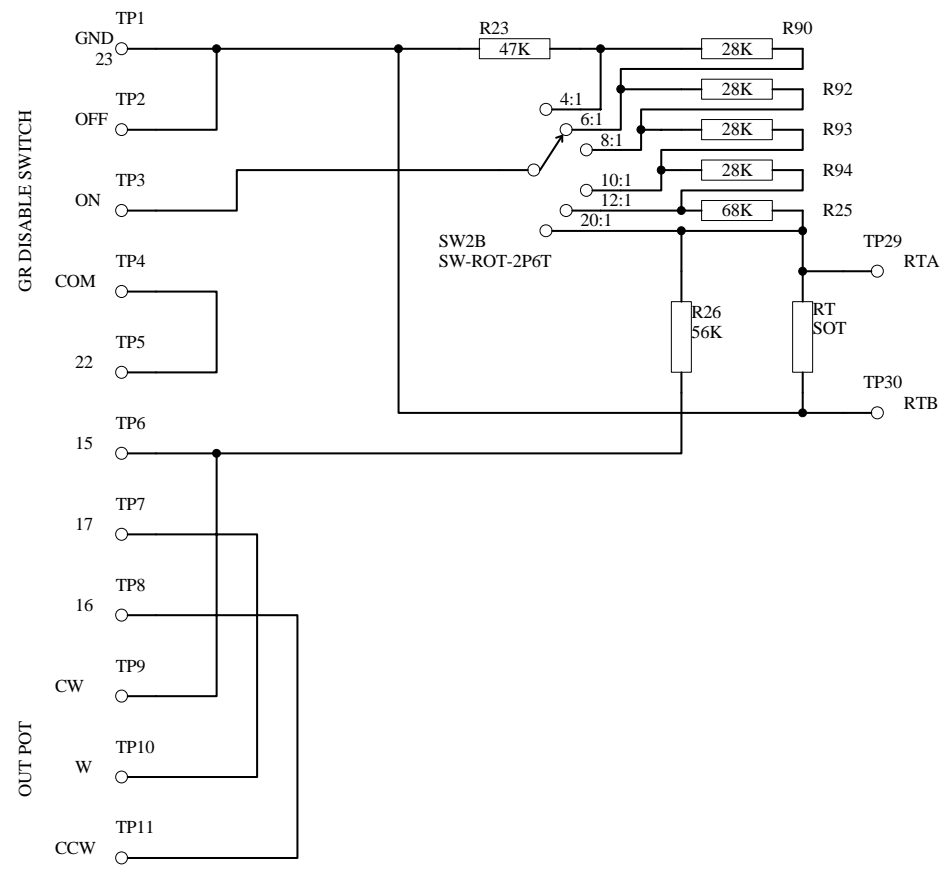 TP1
GND
23
R23
47K
R90
28K
TP2
OFF
4:1
6:1
8:1
28K
R92
28K
R93
28K
R94
10:1
12:1
20:1
68K
R25
TP3
ON
SW2B
SW-ROT-2P6T
TP29
RTA
GR DISABLE SWITCH
TP4
COM
R26
56K
RT
SOT
TP5
22
TP30
RTB
TP6
15
TP7
17
TP8
16
TP9
CW
OUT POT
TP10
W
TP11
CCW